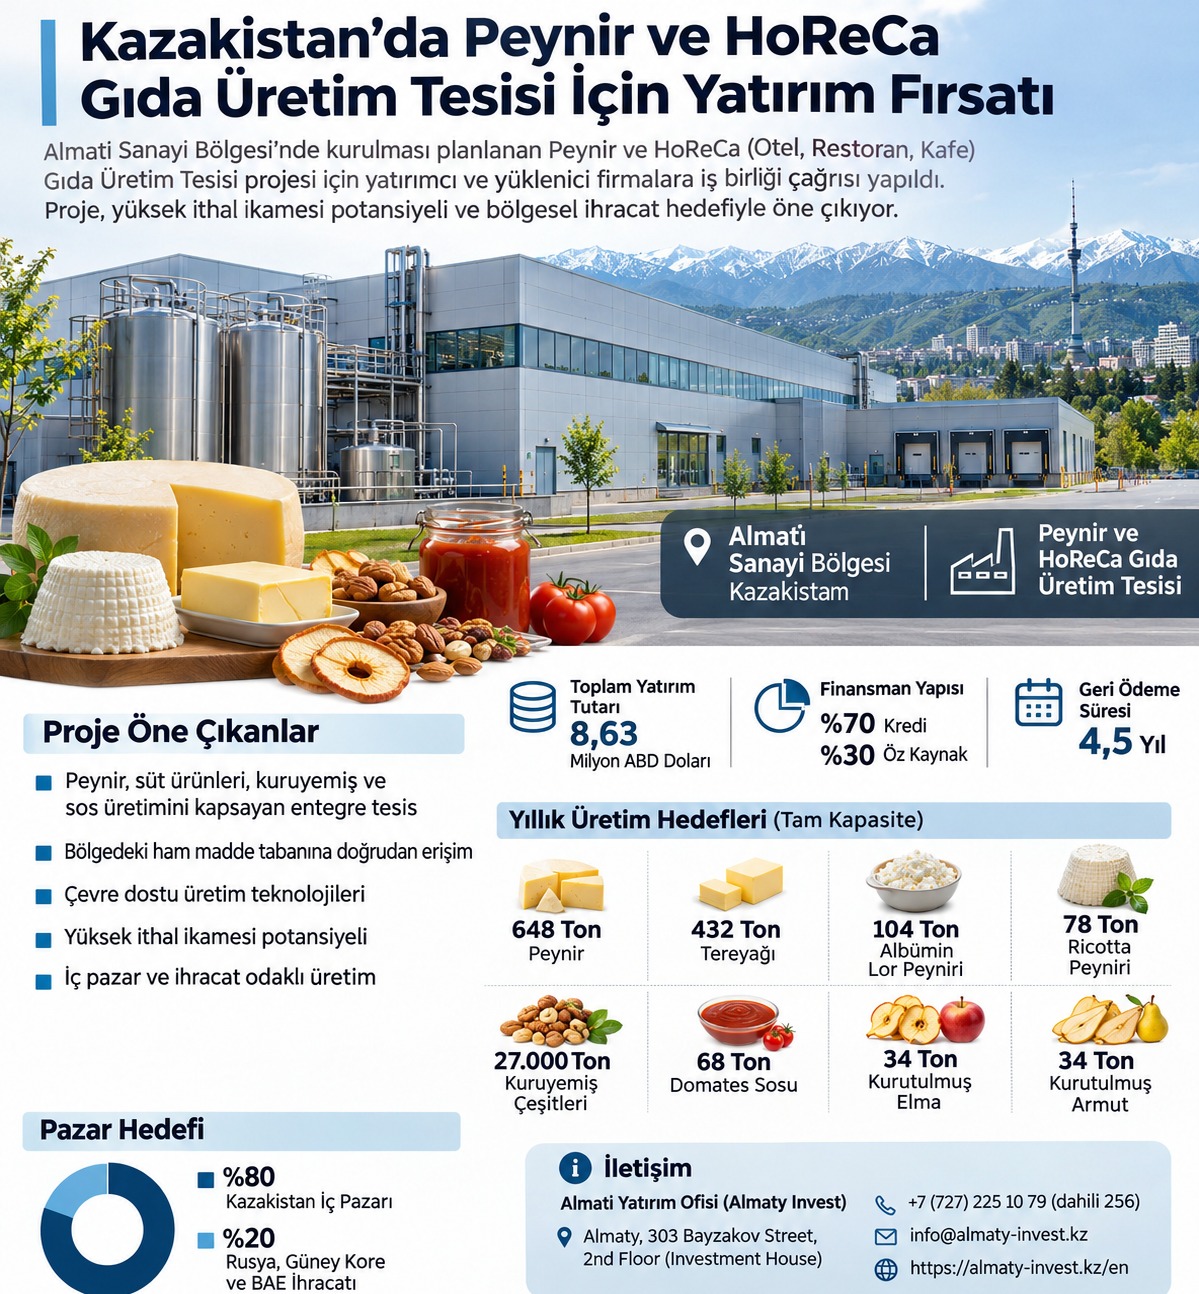 Kazakistan’da Peynir ve HoReCa
Gıda Üretim Tesisi İçin Yatırım Fırsatı
Almati Sanayi Bölgesi’nde kurulması planlanan Peynir ve HoReCa (Otel, Restoran, Kafe)
Gıda Üretim Tesisi projesi için yatırımcı ve yüklenici firmalara iş birliği çağrısı yapıldı.
Proje, yüksek ithal ikamesi potansiyeli ve bölgesel ihracat hedefiyle öne çıkıyor.
Almati
Sanayi Bölgesi
Kazakistam
Peynir ve
HoReCa Gıda
Üretim Tesisi
Toplam Yatırım
Tutarı
8,63
Milyon ABD Doları
Finansman Yapısı
%70 Kredi
%30 Öz Kaynak
Geri Ödeme
Süresi
4,5 Yıl
Proje Öne Çıkanlar
Peynir, süt ürünleri, kuruyemiş ve
sos üretimini kapsayan entegre tesis
Bölgedeki ham madde tabanına doğrudan erişim
Çevre dostu üretim teknolojileri
Yüksek ithal ikamesi potansiyeli
İç pazar ve ihracat odaklı üretim
Yıllık Üretim Hedefleri (Tam Kapasite)
648 Ton
Peynir
432 Ton
Tereyağı
104 Ton
Albümin
Lor Peyniri
78 Ton
Ricotta
Peyniri
27.000 Ton
Kuruyemiş
Çeşitleri
68 Ton
Domates Sosu
34 Ton
Kurutulmuş
Elma
34 Ton
Kurutulmuş
Armut
Pazar Hedefi
%80
Kazakistan İç Pazarı
%20
Rusya, Güney Kore
ve BAE İhracatı
İletişim
Almati Yatırım Ofisi (Almaty Invest)
Almaty, 303 Bayzakov Street,
2nd Floor (Investment House)
+7 (727) 225 10 79 (dahili 256)
info@almaty-invest.kz
https://almaty-invest.kz/en